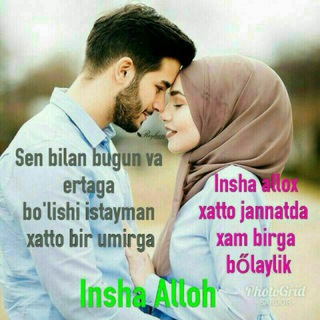 Sen bilan bugun va
ertaga
bo'lishi istayman
xatto bir umirga
Insha allox
xatto jannatda
xam birga
bőlaylik
Insha Alloh
PhotoGrid